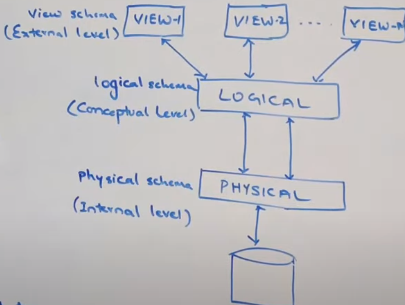 View schema
(External level)
VIEW-1
VIEW-2
....
VIEW-N
logical schema
(Conceptual level)
LOGICAL
Physical schema
(Internal level)
PHYSICAL